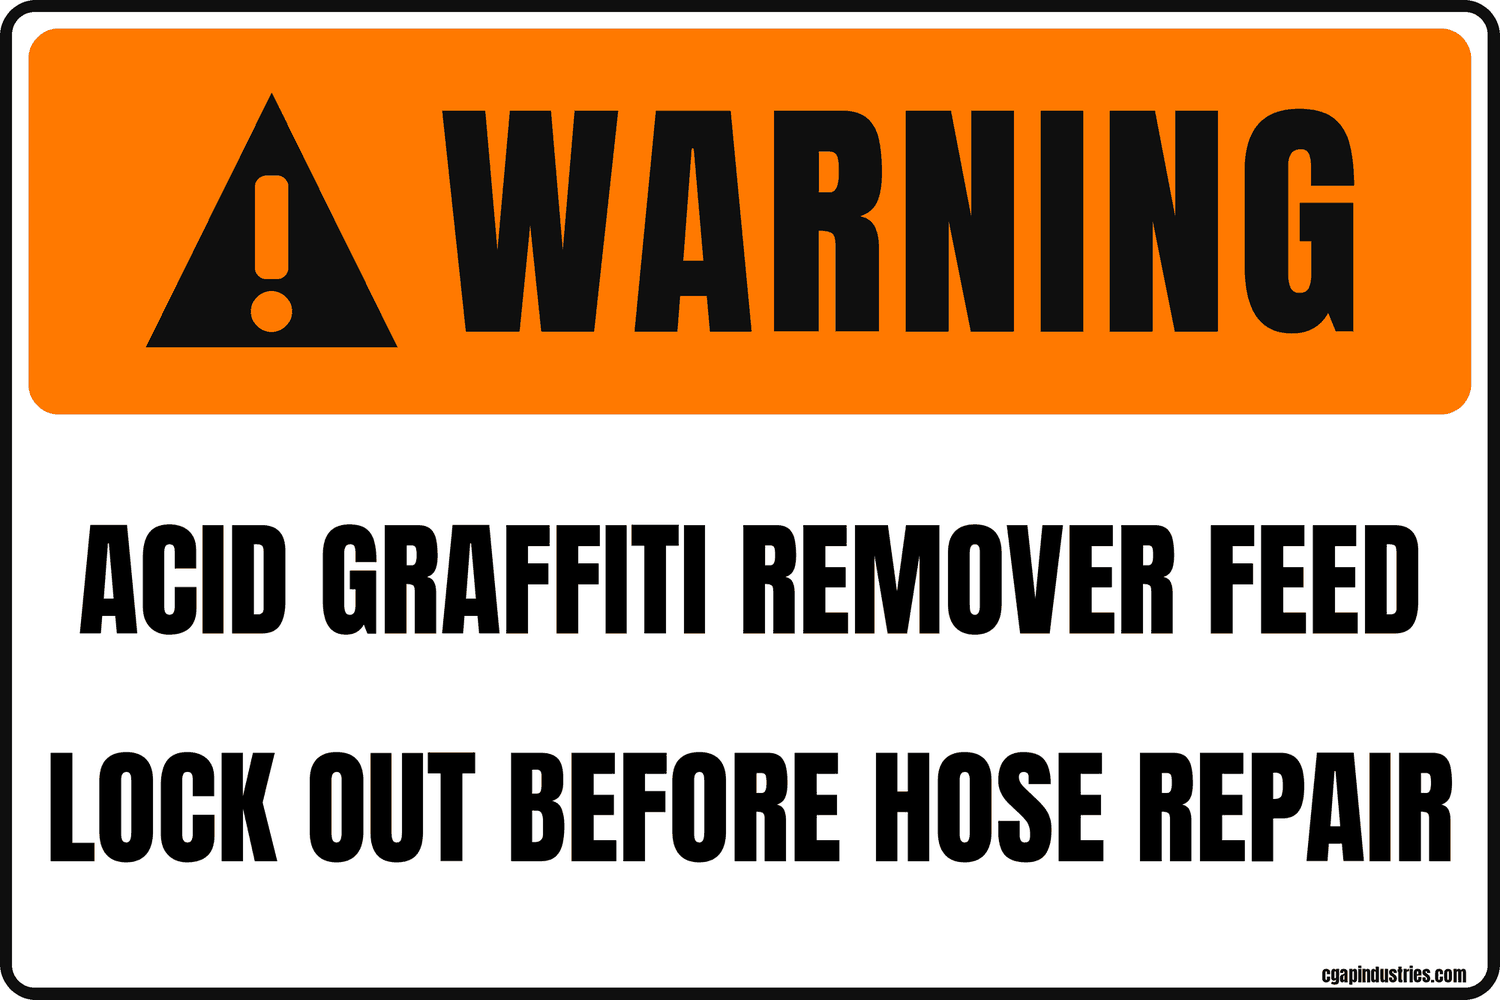 WARNING
ACID GRAFFITI REMOVER FEED
LOCK OUT BEFORE HOSE REPAIR
cgapindustries.com